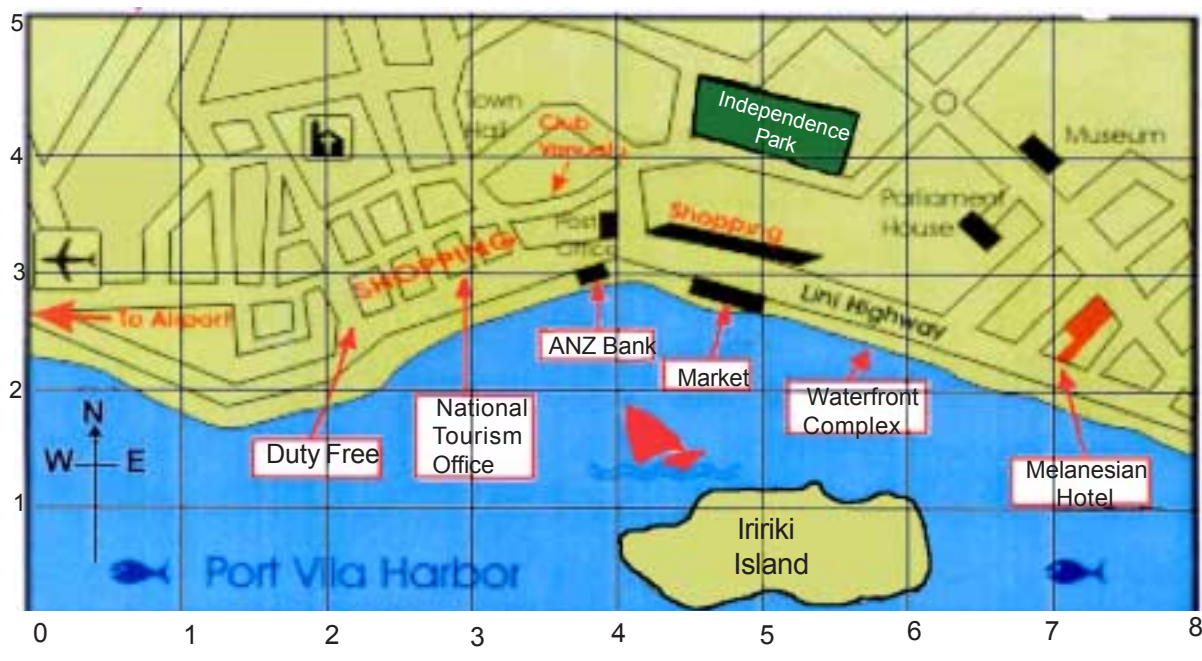 5
Independence
Park
Town
Hall
Club
Vanuatu
Museum
4
Parliament
House
Shopping
Post
Office
SHOPPING
3
Lini Highway
To Airport
ANZ Bank
Market
Waterfront
Complex
2
N
W E
National
Tourism
Office
Duty Free
Melanesian
Hotel
1
Iririki
Island
Port Vila Harbor
0 1 2 3 4 5 6 7 8